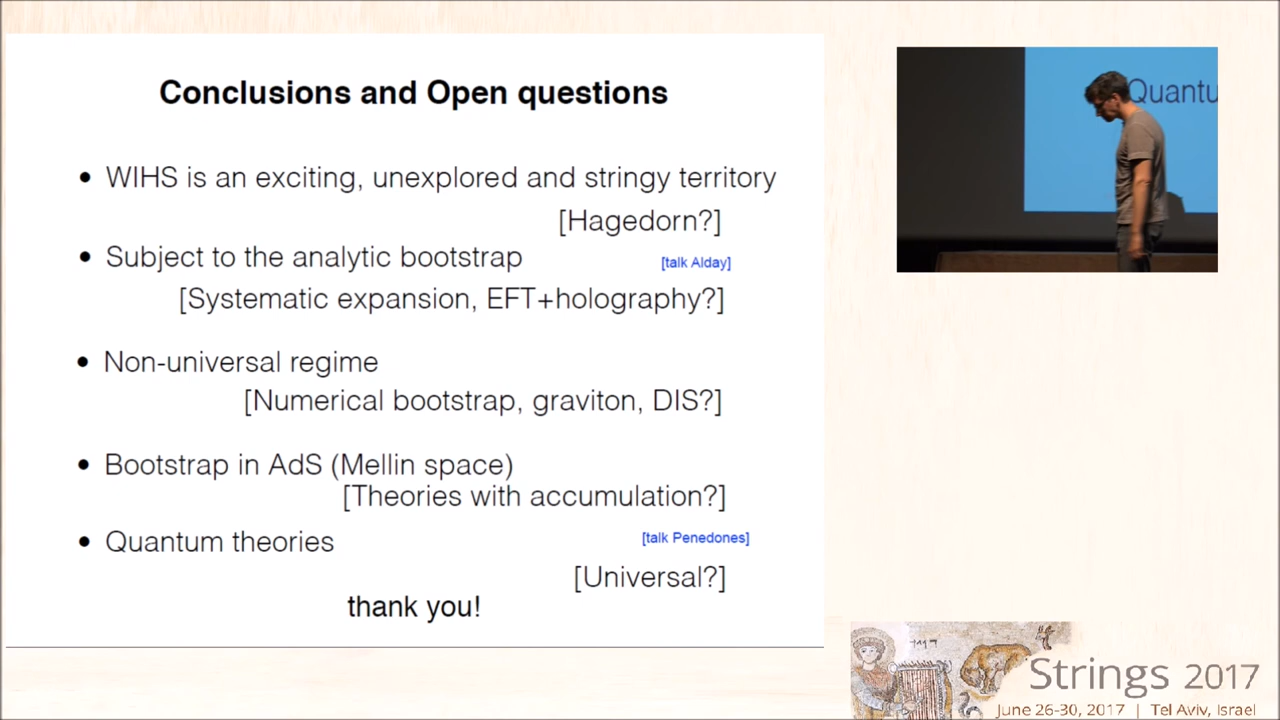 Conclusions and Open questions
• WIHS is an exciting, unexplored and stringy territory
[Hagedorn?]
• Subject to the analytic bootstrap
[talk Alday]
[Systematic expansion, EFT+holography?]
• Non-universal regime
[Numerical bootstrap, graviton, DIS?]
• Bootstrap in AdS (Mellin space)
[Theories with accumulation?]
• Quantum theories
[talk Penedones]
[Universal?]
thank you!
Quantu
Strings 2017
June 26-30, 2017 | Tel Aviv, Israel